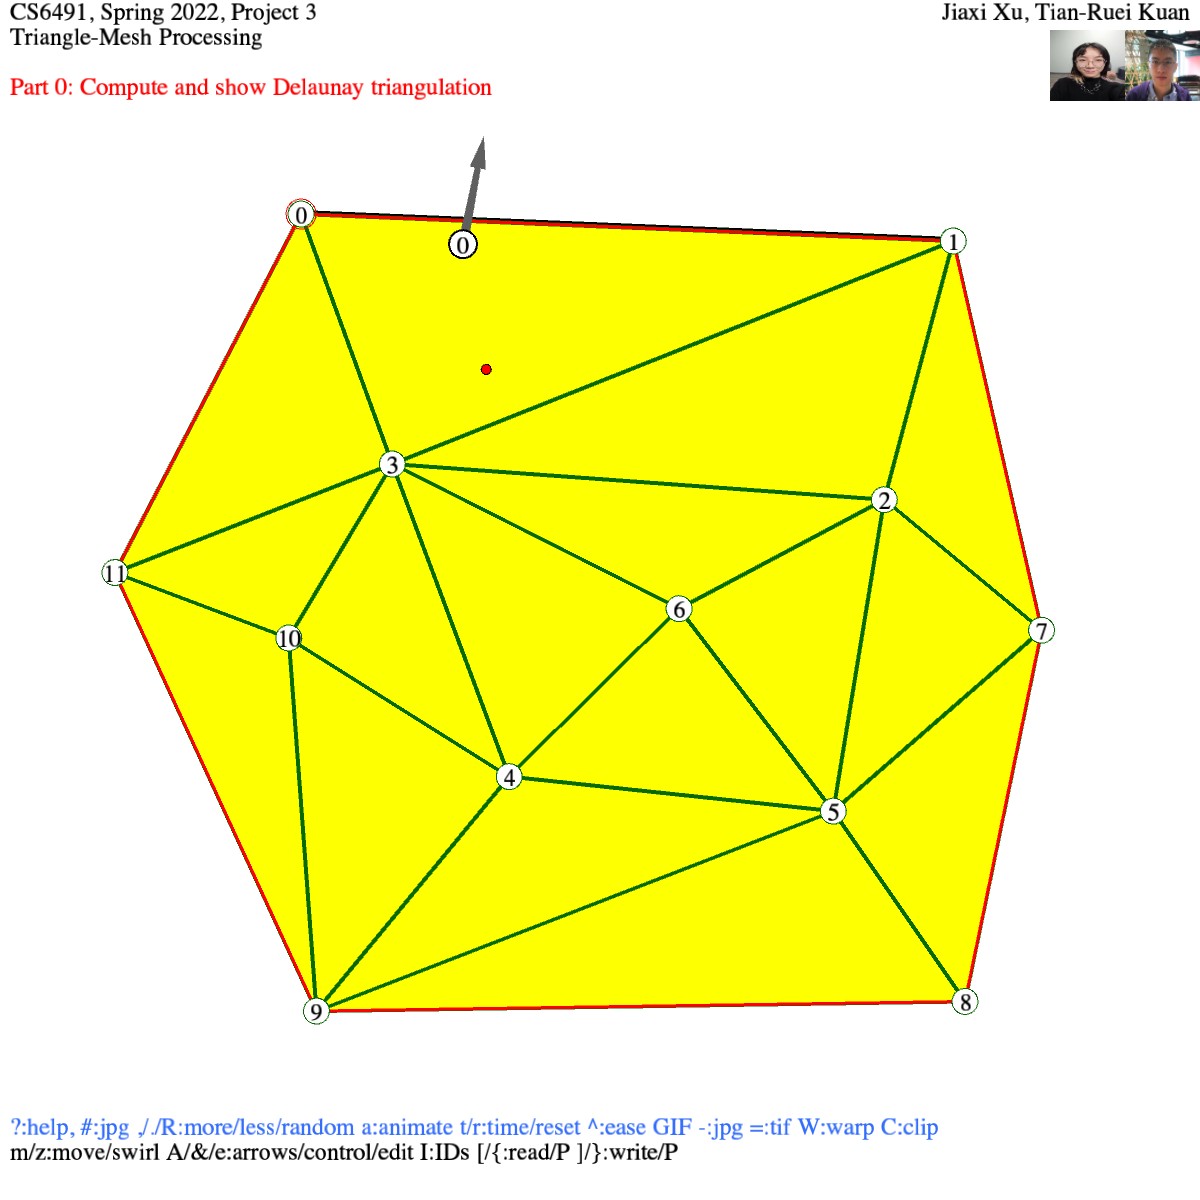 CS6491, Spring 2022, Project 3
Jiaxi Xu, Tian-Ruei Kuan
Triangle-Mesh Processing
Part 0: Compute and show Delaunay triangulation
0
0
1
3
2
11
6
7
10
4
5
8
9
?:help, #:jpg ,/./R:more/less/random a:animate t/r:time/reset ^:ease GIF -:jpg =:tif W:warp C:clip
m/z:move/swirl A/&/e:arrows/control/edit I:IDs [/{:read/P ]/}:write/P